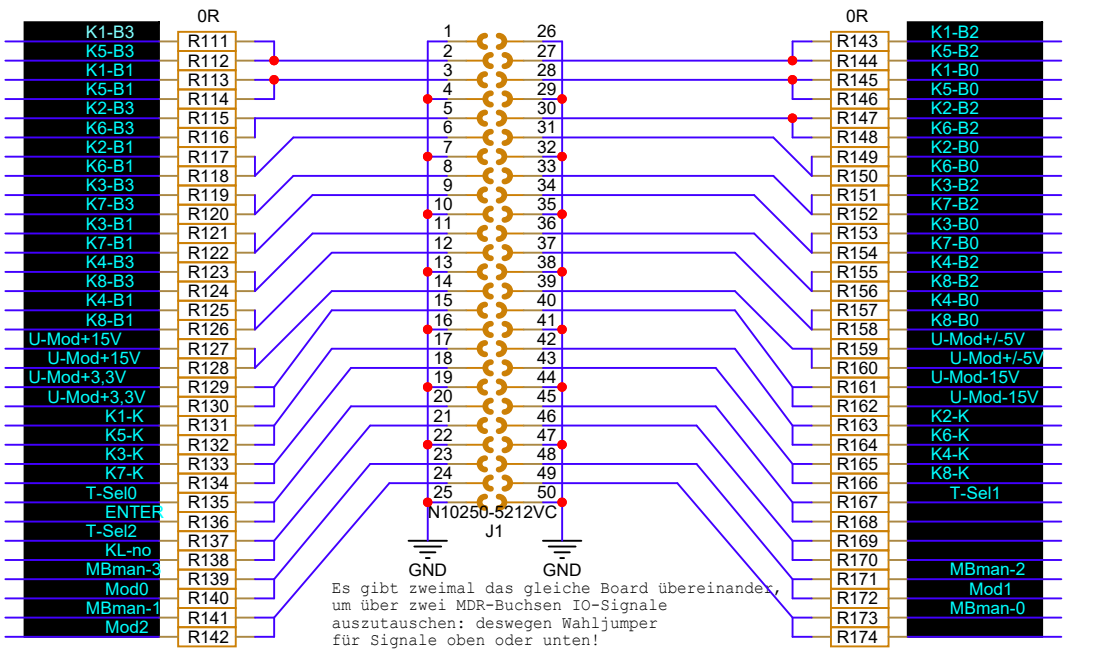 0R 0R
K1-B3 R111 1 26 R143 K1-B2
K5-B3 R112 2 27 R144 K5-B2
K1-B1 R113 3 28 R145 K1-B0
K5-B1 R114 4 29 R146 K5-B0
K2-B3 R115 5 30 R147 K2-B2
K6-B3 R116 6 31 R148 K6-B2
K2-B1 R117 7 32 R149 K2-B0
K6-B1 R118 8 33 R150 K6-B0
K3-B3 R119 9 34 R151 K3-B2
K7-B3 R120 10 35 R152 K7-B2
K3-B1 R121 11 36 R153 K3-B0
K7-B1 R122 12 37 R154 K7-B0
K4-B3 R123 13 38 R155 K4-B2
K8-B3 R124 14 39 R156 K8-B2
K4-B1 R125 15 40 R157 K4-B0
K8-B1 R126 16 41 R158 K8-B0
U-Mod+15V R127 17 42 R159 U-Mod+/-5V
U-Mod+15V R128 18 43 R160 U-Mod+/-5V
U-Mod+3,3V R129 19 44 R161 U-Mod-15V
U-Mod+3,3V R130 20 45 R162 U-Mod-15V
K1-K R131 21 46 R163 K2-K
K5-K R132 22 47 R164 K6-K
K3-K R133 23 48 R165 K4-K
K7-K R134 24 49 R166 K8-K
T-Sel0 R135 25 50 R167 T-Sel1
ENTER R136 N10250-5212VC R168
T-Sel2 R137 J1 R169
KL-no R138 R170
MBman-3 R139 GND GND R171 MBman-2
Mod0 R140 R172 Mod1
MBman-1 R141 R173 MBman-0
Mod2 R142 R174
Es gibt zweimal das gleiche Board übereinander,
um über zwei MDR-Buchsen IO-Signale
auszutauschen: deswegen Wahljumper
für Signale oben oder unten!